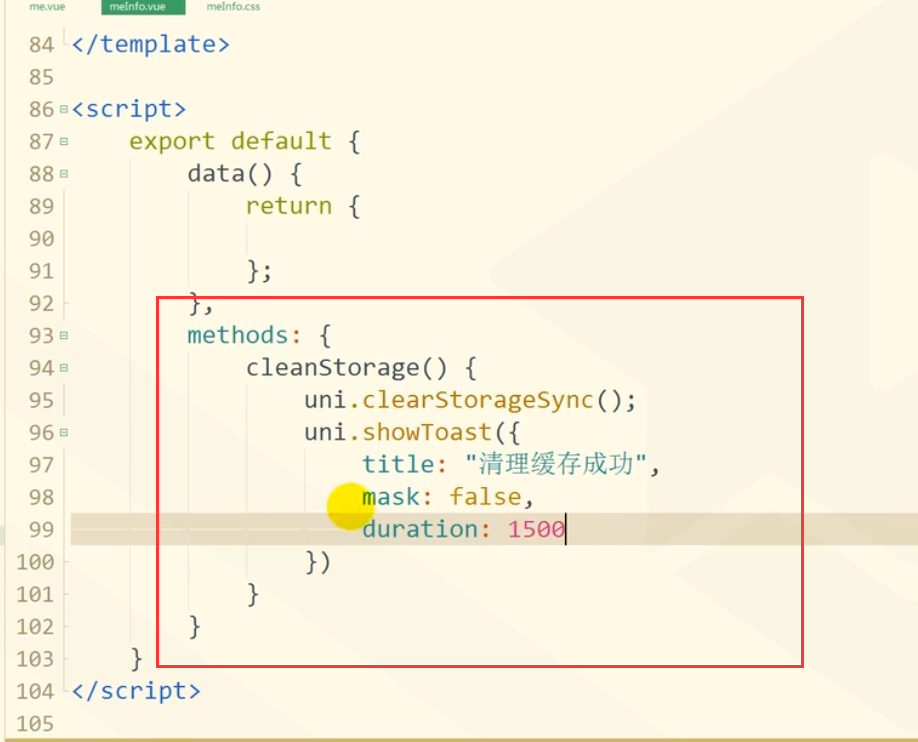 me.vue meInfo.vue meInfo.css
84 </template>
85
86 <script>
87 export default {
88 data() {
89 return {
90
91 };
92 },
93 methods: {
94 cleanStorage() {
95 uni.clearStorageSync();
96 uni.showToast({
97 title: "清理缓存成功",
98 mask: false,
99 duration: 1500
100 })
101 }
102 }
103 }
104 </script>
105